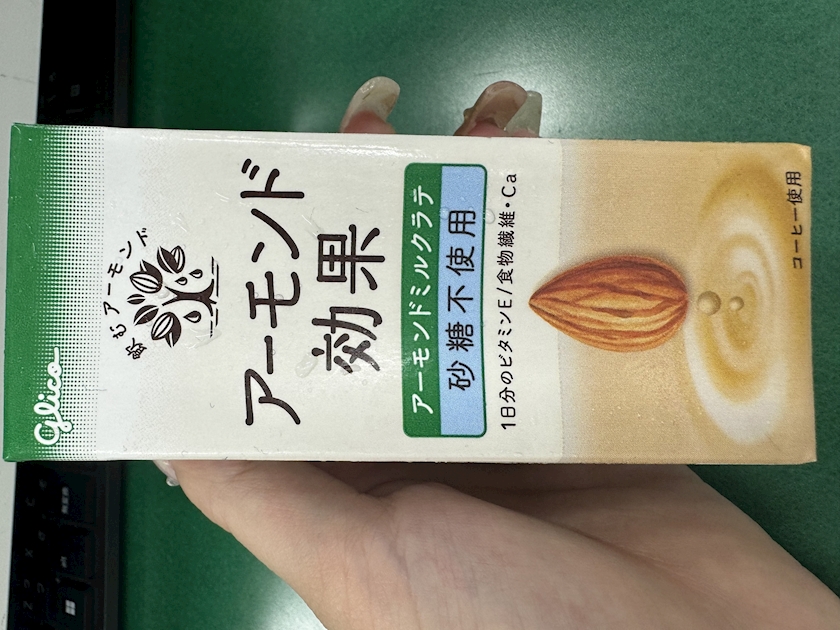 Glico
飲むアーモンド
アーモンド
効果
アーモンドミルクラテ
砂糖不使用
1日分のビタミンE/食物繊維・Ca
コーヒー使用